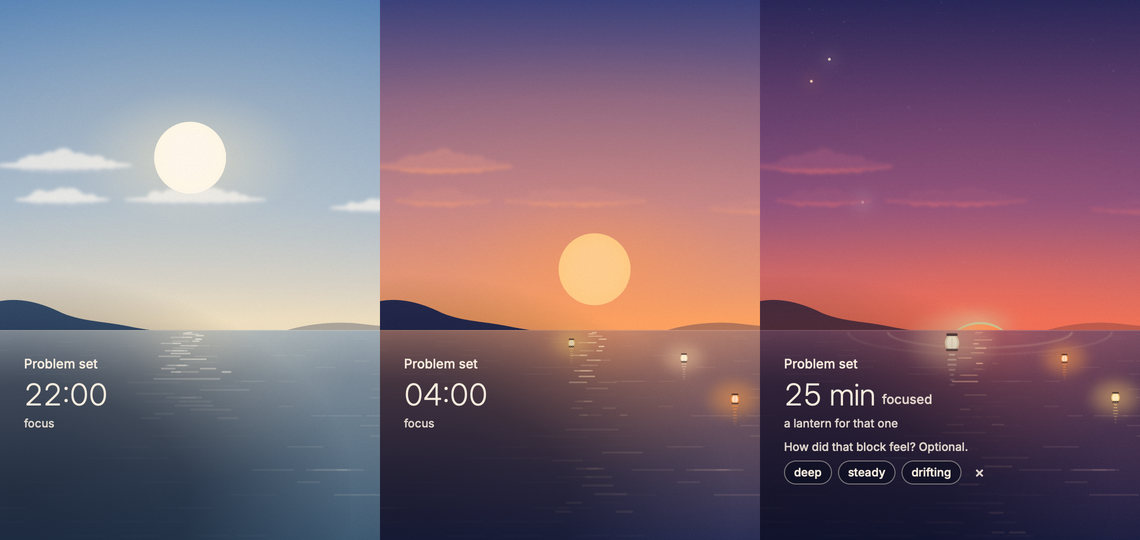 Problem set
22:00
focus
Problem set
04:00
focus
Problem set
25 min focused
a lantern for that one
How did that block feel? Optional.
deep steady drifting ×